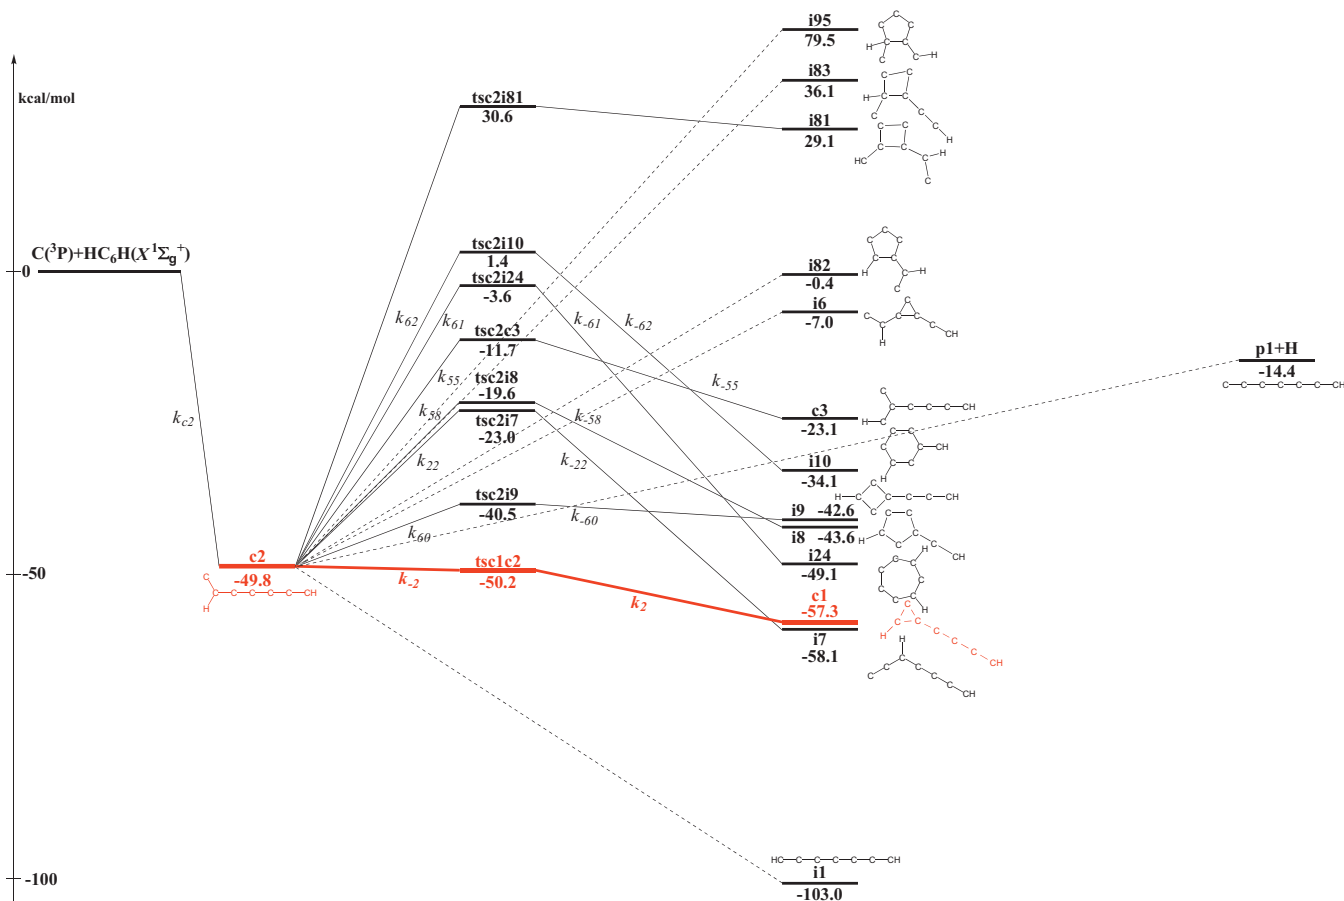 i95
79.5
i83
36.1
kcal/mol
tsc2i81
30.6
i81
29.1
C(³P)+HC₆H(X¹Σg⁺)
0
tsc2i10
1.4
tsc2i24
-3.6
i82
-0.4
i6
-7.0
k62
k61
k-61
k-62
tsc2c3
-11.7
p1+H
-14.4
C—C—C—C—C—C—CH
kc2
k55
tsc2i8
-19.6
k-55
k58
tsc2i7
-23.0
k-58
c3
-23.1
k22
k-22
i10
-34.1
tsc2i9
-40.5
k-60
k60
i9 -42.6
i8 -43.6
c2
-49.8
tsc1c2
-50.2
i24
-49.1
-50
k-2
k2
c1
-57.3
i7
-58.1
HC—C—C—C—C—C—CH
i1
-103.0
-100